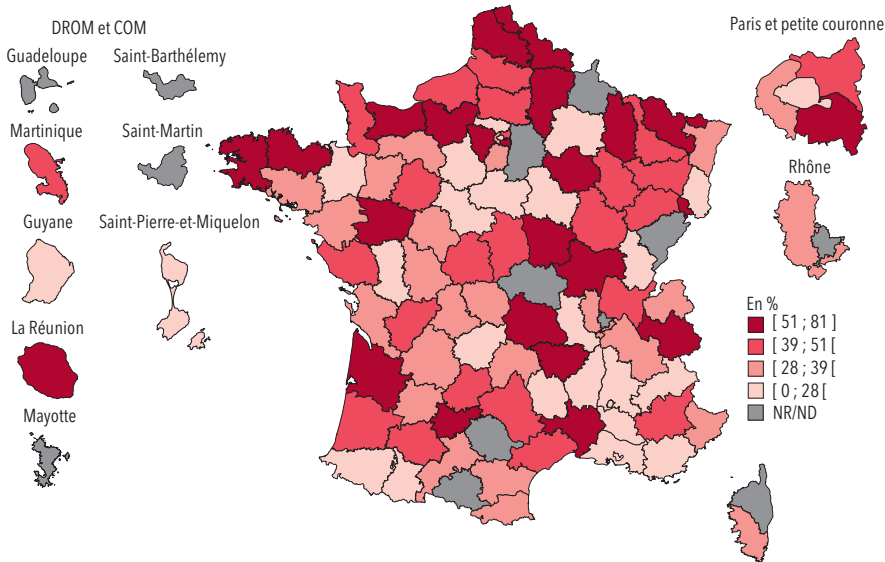 DROM et COM
Guadeloupe
Saint-Barthélemy
Martinique
Saint-Martin
Guyane
Saint-Pierre-et-Miquelon
La Réunion
Mayotte
Paris et petite couronne
Rhône
En %
[ 51 ; 81 ]
[ 39 ; 51 [
[ 28 ; 39 [
[ 0 ; 28 [
NR/ND